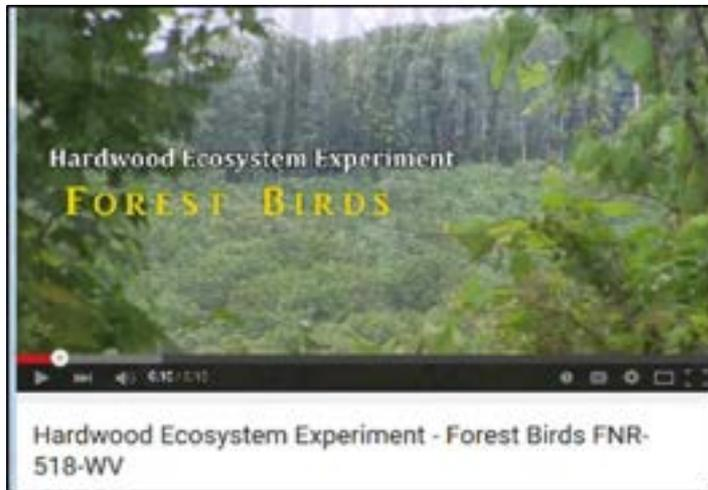 Hardwood Ecosystem Experiment
FOREST BIRDS
Hardwood Ecosystem Experiment - Forest Birds FNR-
518-WV